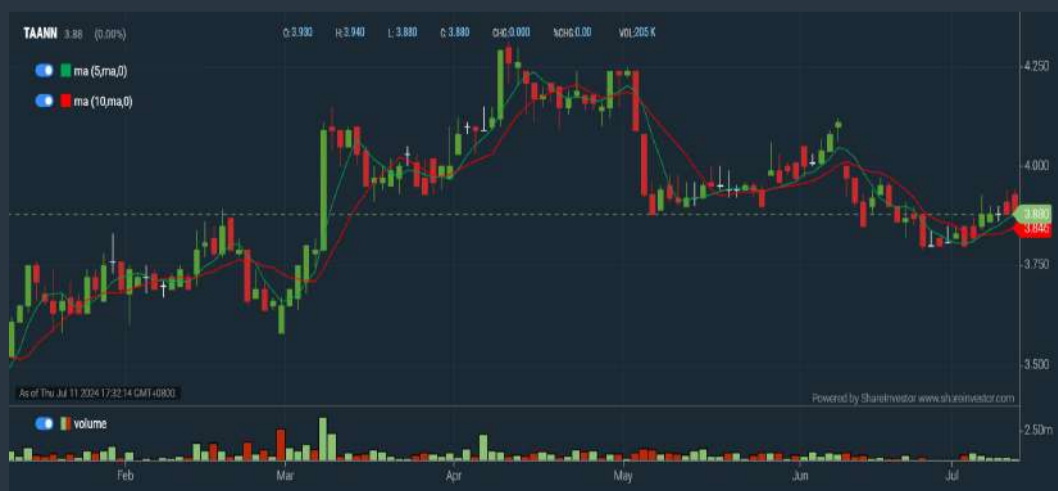 TAANN 3.88 (0.00%) O:3.930 H:3.940 L: 3.880 C: 3.880 CHG:0.000 %CHG:0.00 VOL:205 K
ma (5,ma,0)
ma (10,ma,0)
4.250
4.000
3.880
3.846
3.750
3.500
As of Thu Jul 11 2024 17:32:14 GMT+0800
Powered by ShareInvestor www.shareinvestor.com
volume
2.50m
Feb Mar Apr May Jun Jul